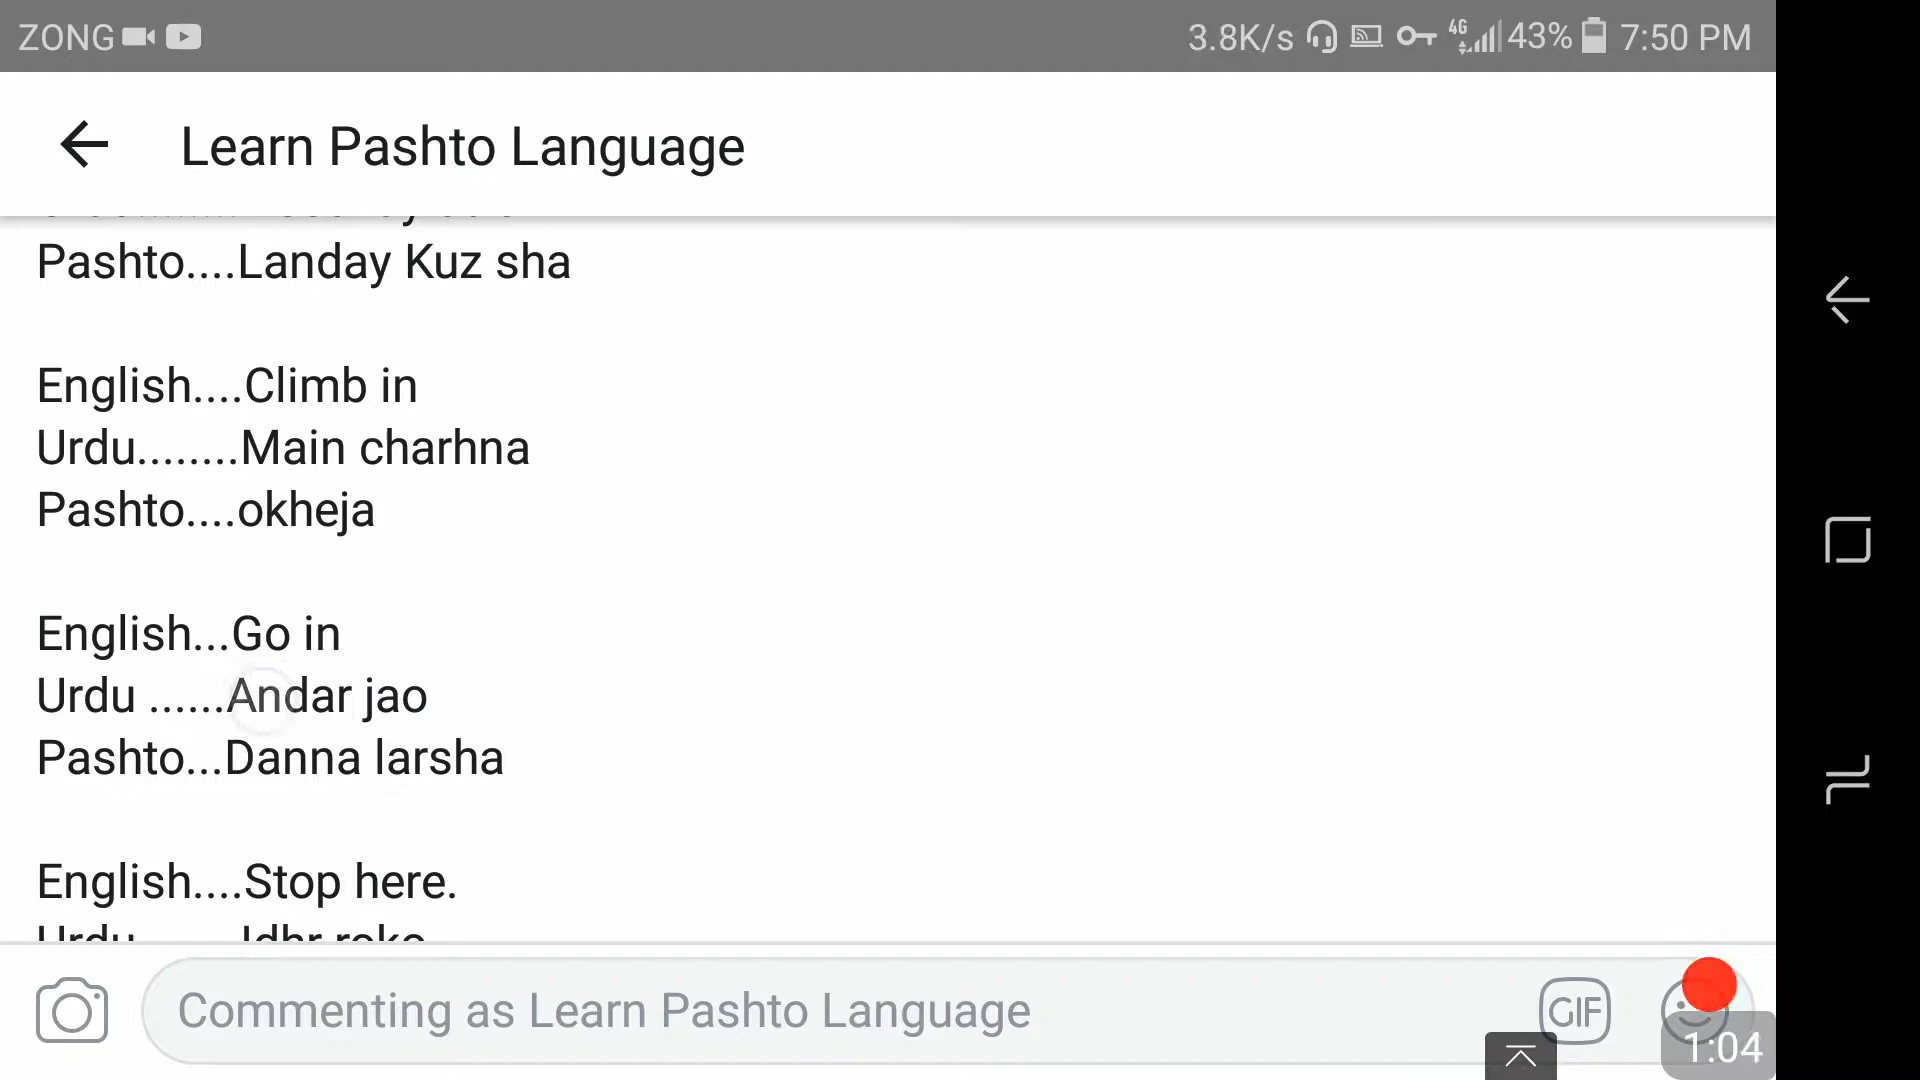 ZONG 3.8K/s 4G 43% 7:50 PM
Learn Pashto Language
Pashto....Landay Kuz sha
English....Climb in
Urdu........Main charhna
Pashto....okheja
English...Go in
Urdu ......Andar jao
Pashto...Danna larsha
English....Stop here.
Commenting as Learn Pashto Language
GIF
1:04